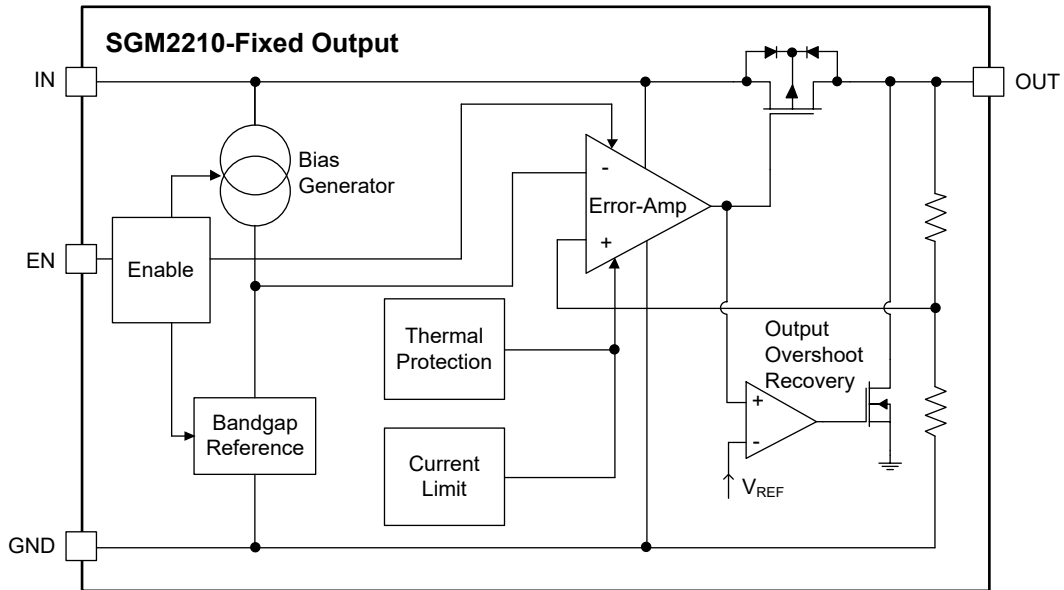 SGM2210-Fixed Output
IN
OUT
Bias
Generator
-
Error-Amp
+
EN
Enable
Thermal
Protection
Output
Overshoot
Recovery
Bandgap
Reference
+
-
Current
Limit
VREF
GND